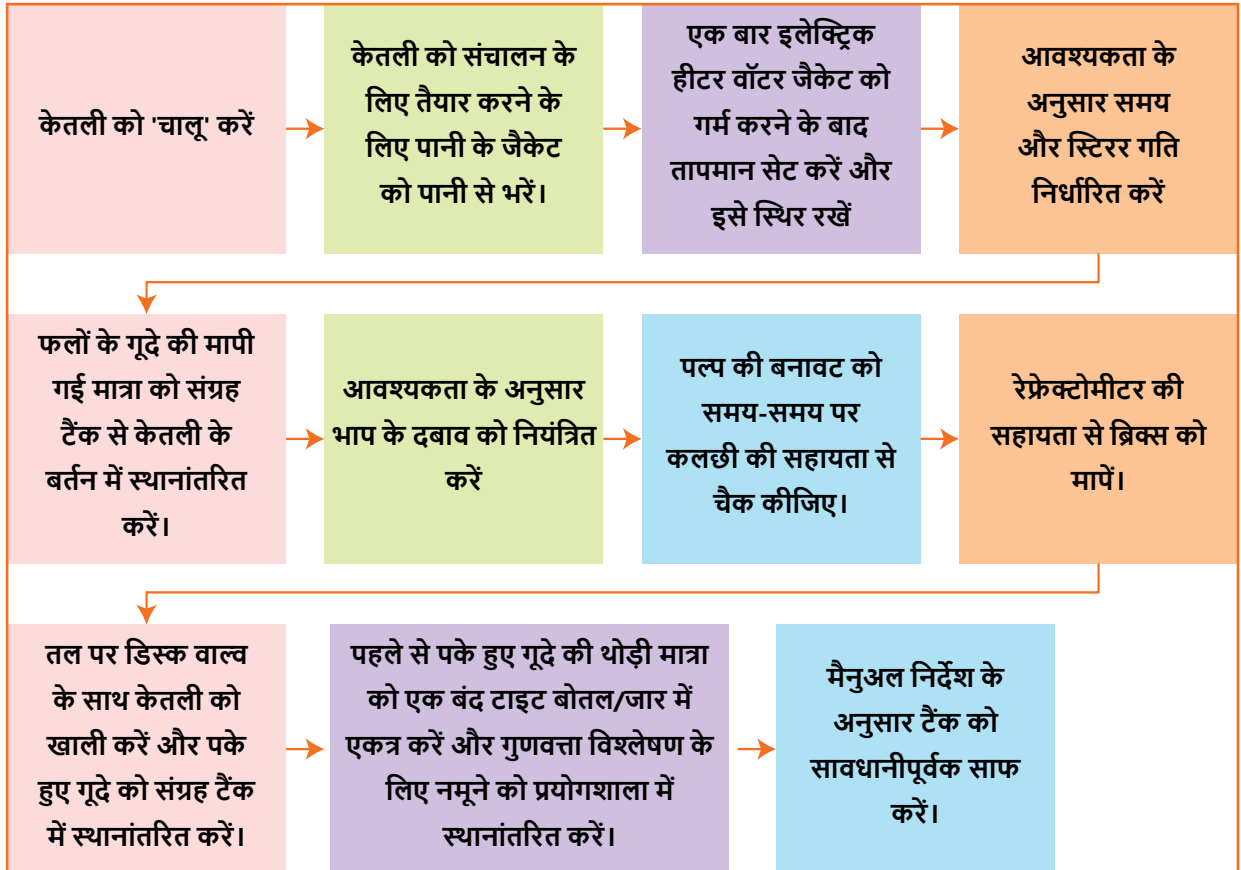 केतली को 'चालू' करें
केतली को संचालन के
लिए तैयार करने के
लिए पानी के जैकेट
को पानी से भरें।
एक बार इलेक्ट्रिक
हीटर वॉटर जैकेट को
गर्म करने के बाद
तापमान सेट करें और
इसे स्थिर रखें
आवश्यकता के
अनुसार समय
और स्टिरर गति
निर्धारित करें
फलों के गूदे की मापी
गई मात्रा को संग्रह
टैंक से केतली के
बर्तन में स्थानांतरित
करें।
आवश्यकता के अनुसार
भाप के दबाव को नियंत्रित
करें
पल्प की बनावट को
समय-समय पर
कलछी की सहायता से
चैक कीजिए।
रेफ्रेक्टोमीटर की
सहायता से ब्रिक्स को
मापें।
तल पर डिस्क वाल्व
के साथ केतली को
खाली करें और पके
हुए गूदे को संग्रह टैंक
में स्थानांतरित करें।
पहले से पके हुए गूदे की थोड़ी मात्रा
को एक बंद टाइट बोतल/जार में
एकत्र करें और गुणवत्ता विश्लेषण के
लिए नमूने को प्रयोगशाला में
स्थानांतरित करें।
मैनुअल निर्देश के
अनुसार टैंक को
सावधानीपूर्वक साफ
करें।